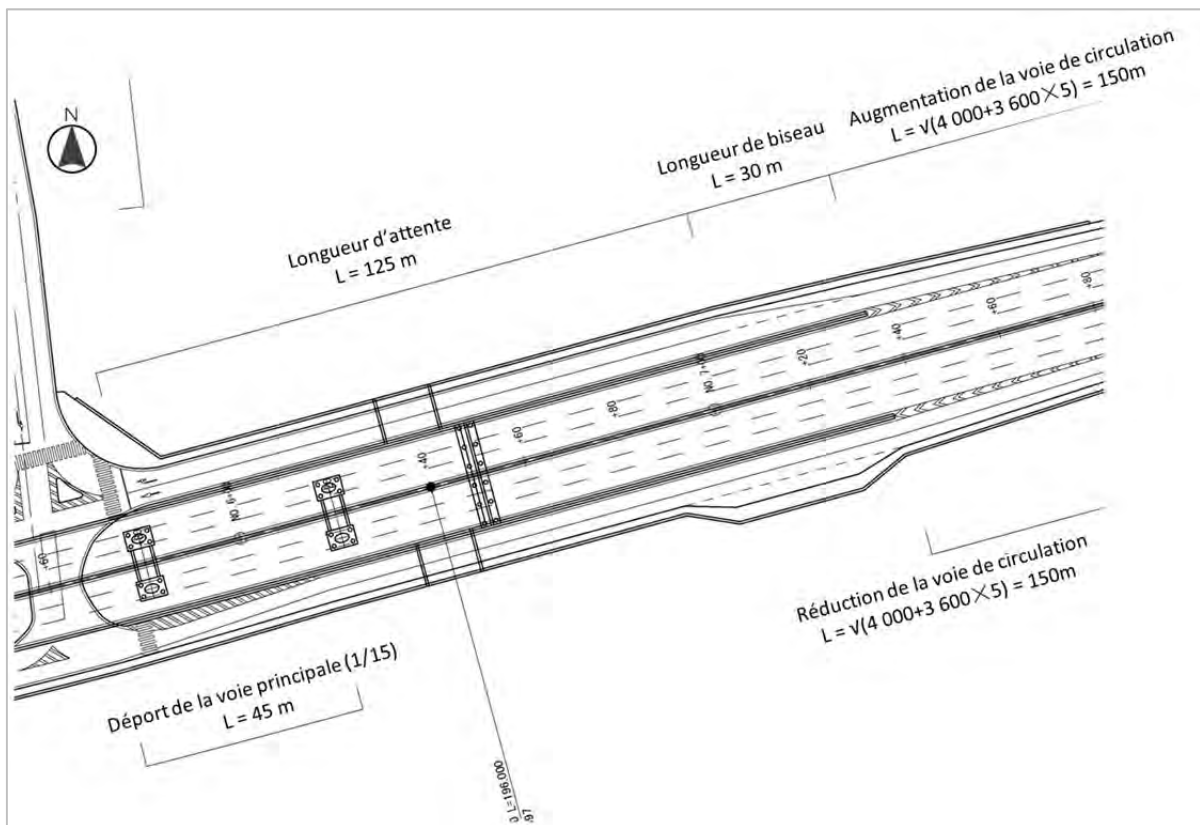 Augmentation de la voie de circulation
L = √(4 000+3 600×5) = 150m
Longueur de biseau
L = 30 m
N
Longueur d'attente
L = 125 m
+80
+60
+40
+20
NO 7+00
+80
+60
+40
NO 6+00
+60
Réduction de la voie de circulation
L = √(4 000+3 600×5) = 150m
Déport de la voie principale (1/15)
L = 45 m
L=196 000